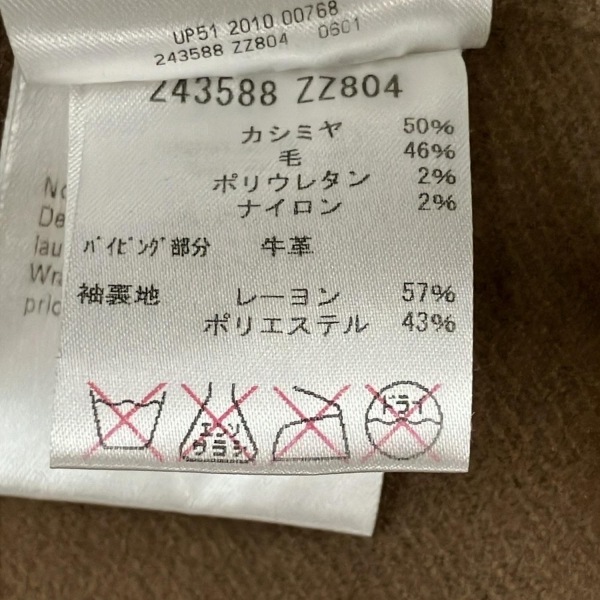 UP51 2010 00768
243588 ZZ804 0601
243588 ZZ804
カシミヤ 50%
毛 46%
ポリウレタン 2%
ナイロン 2%
パイピング部分 牛革
袖裏地 レーヨン 57%
ポリエステル 43%
エンソ
サラシ
ドライ